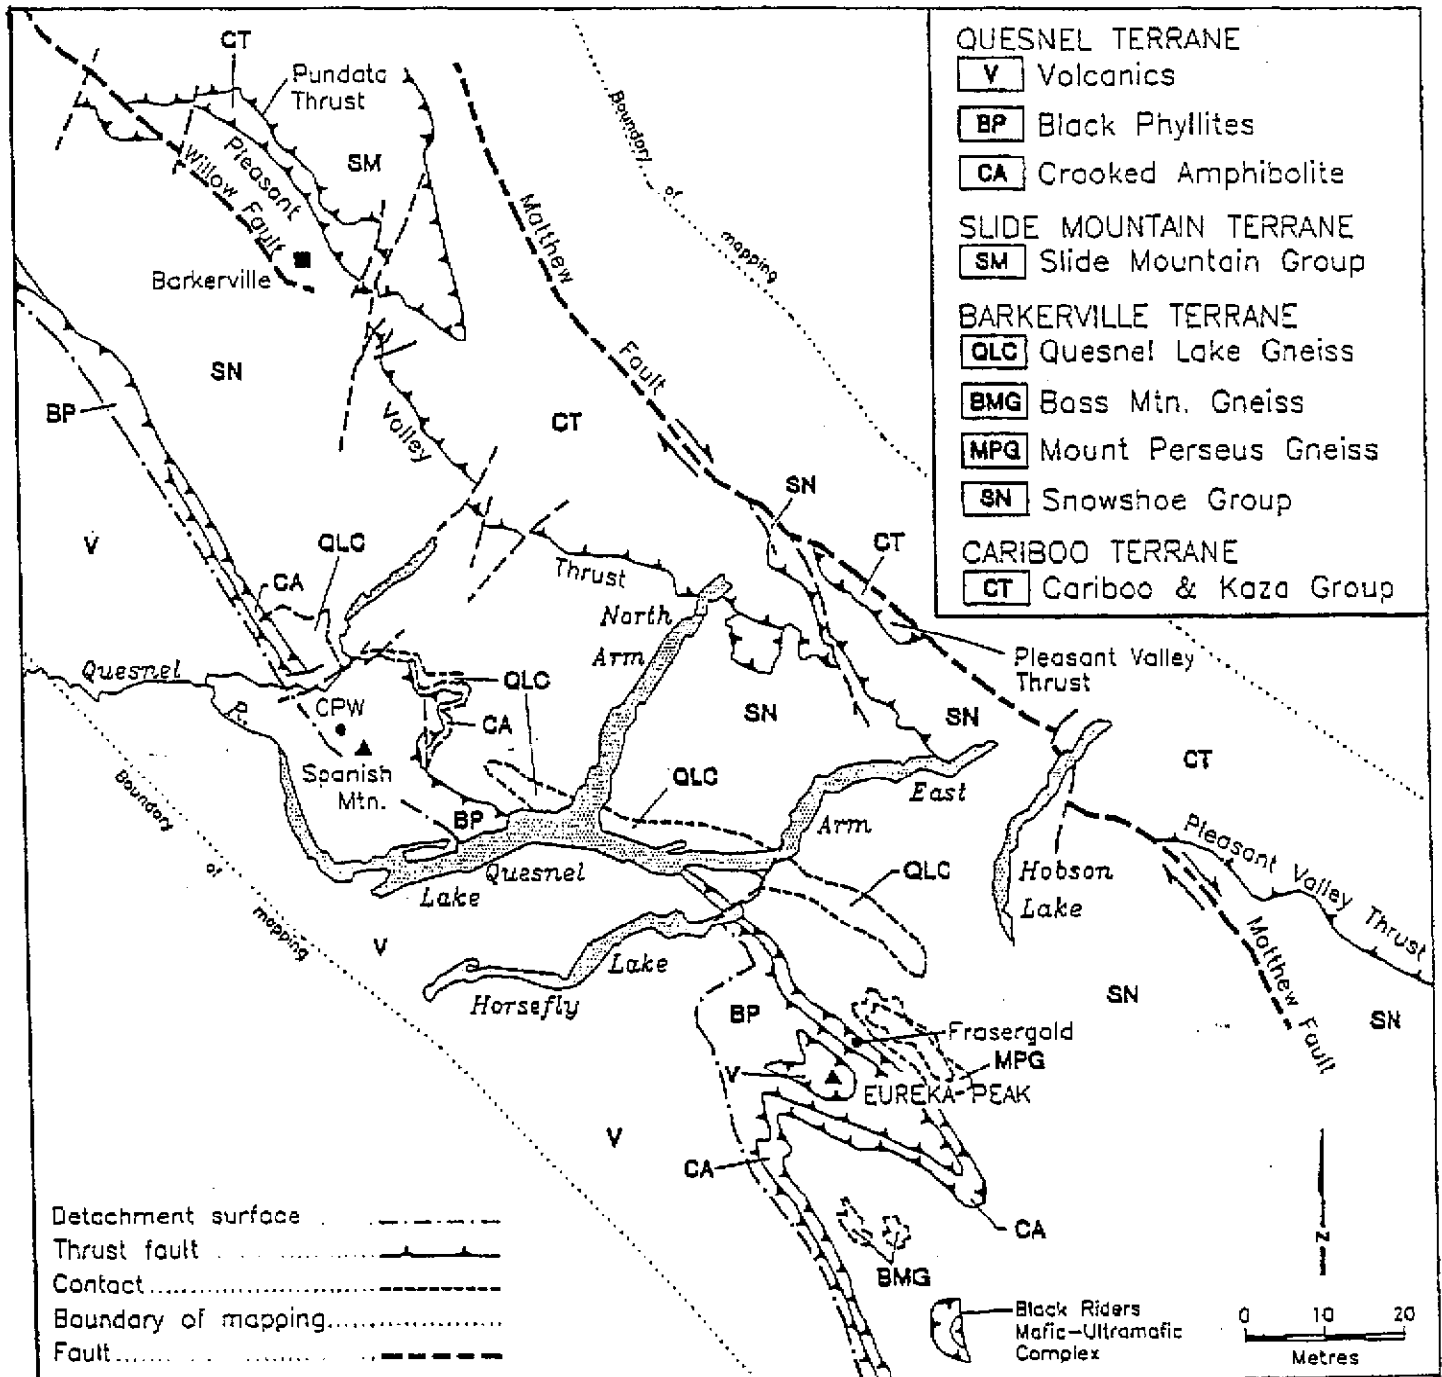 CT
Pundata
Thrust
SM
Pleasant
Willow Fault
Barkerville
Matthew
Fault
Boundary
of
mapping
QUESNEL TERRANE
V Volcanics
BP Black Phyllites
CA Crooked Amphibolite
SLIDE MOUNTAIN TERRANE
SM Slide Mountain Group
BARKERVILLE TERRANE
QLC Quesnel Lake Gneiss
BMG Bass Mtn. Gneiss
MPG Mount Perseus Gneiss
SN Snowshoe Group
CARIBOO TERRANE
CT Cariboo & Kaza Group
SN
BP
Valley
CT
SN
CT
V
QLC
CA
Thrust
North
Arm
Quesnel
R.
CPW
Spanish
Mtn.
QLC
CA
SN
SN
Pleasant Valley
Thrust
CT
QLC
East
Arm
BP
Quesnel
Lake
QLC
Hobson
Lake
Pleasant Valley Thrust
Matthew Fault
Boundary
of
mapping
V
Lake
Horsefly
BP
SN
SN
Frasergold
MPG
V
EUREKA PEAK
V
CA
CA
BMG
Detachment surface
Thrust fault
Contact
Boundary of mapping
Fault
Black Riders
Mafic-Ultramafic
Complex
N
0 10 20
Metres